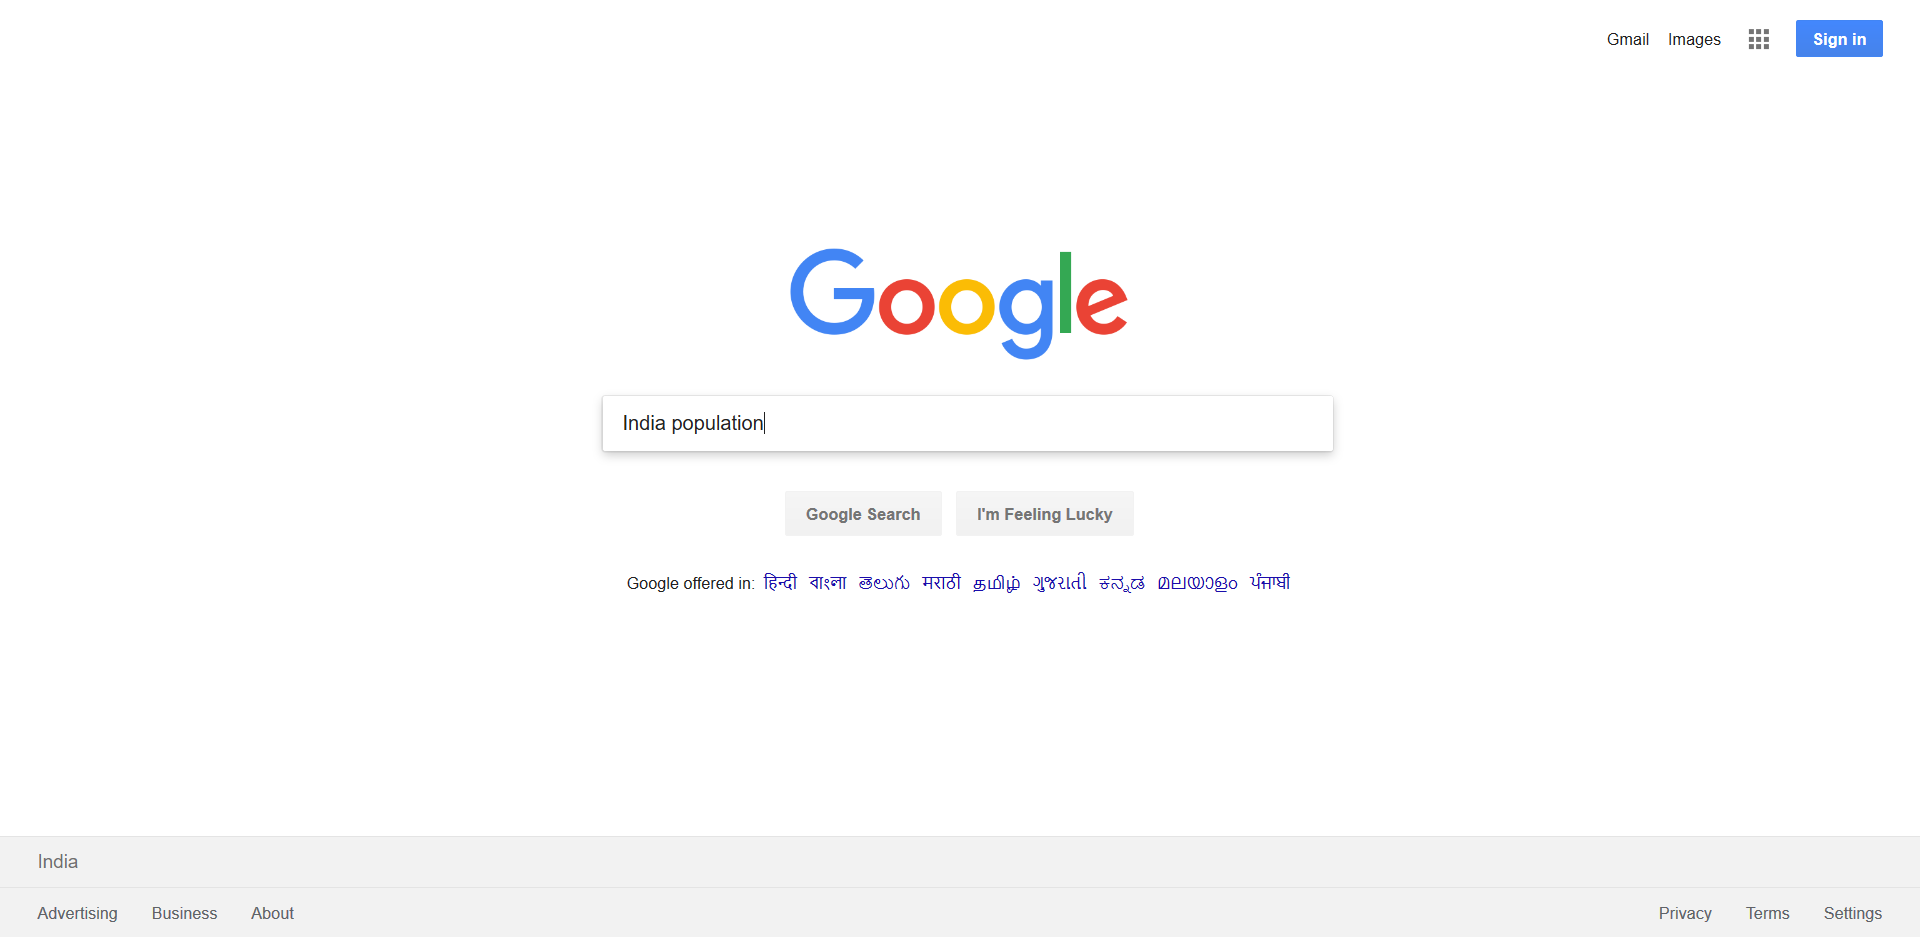 Gmail Images Sign in
Google
India population
Google Search I'm Feeling Lucky
Google offered in: हिन्दी বাংলা తెలుగు मराठी தமிழ் ગુજરાતી ಕನ್ನಡ മലയാളം ਪੰਜਾਬੀ
India
Advertising Business About Privacy Terms Settings